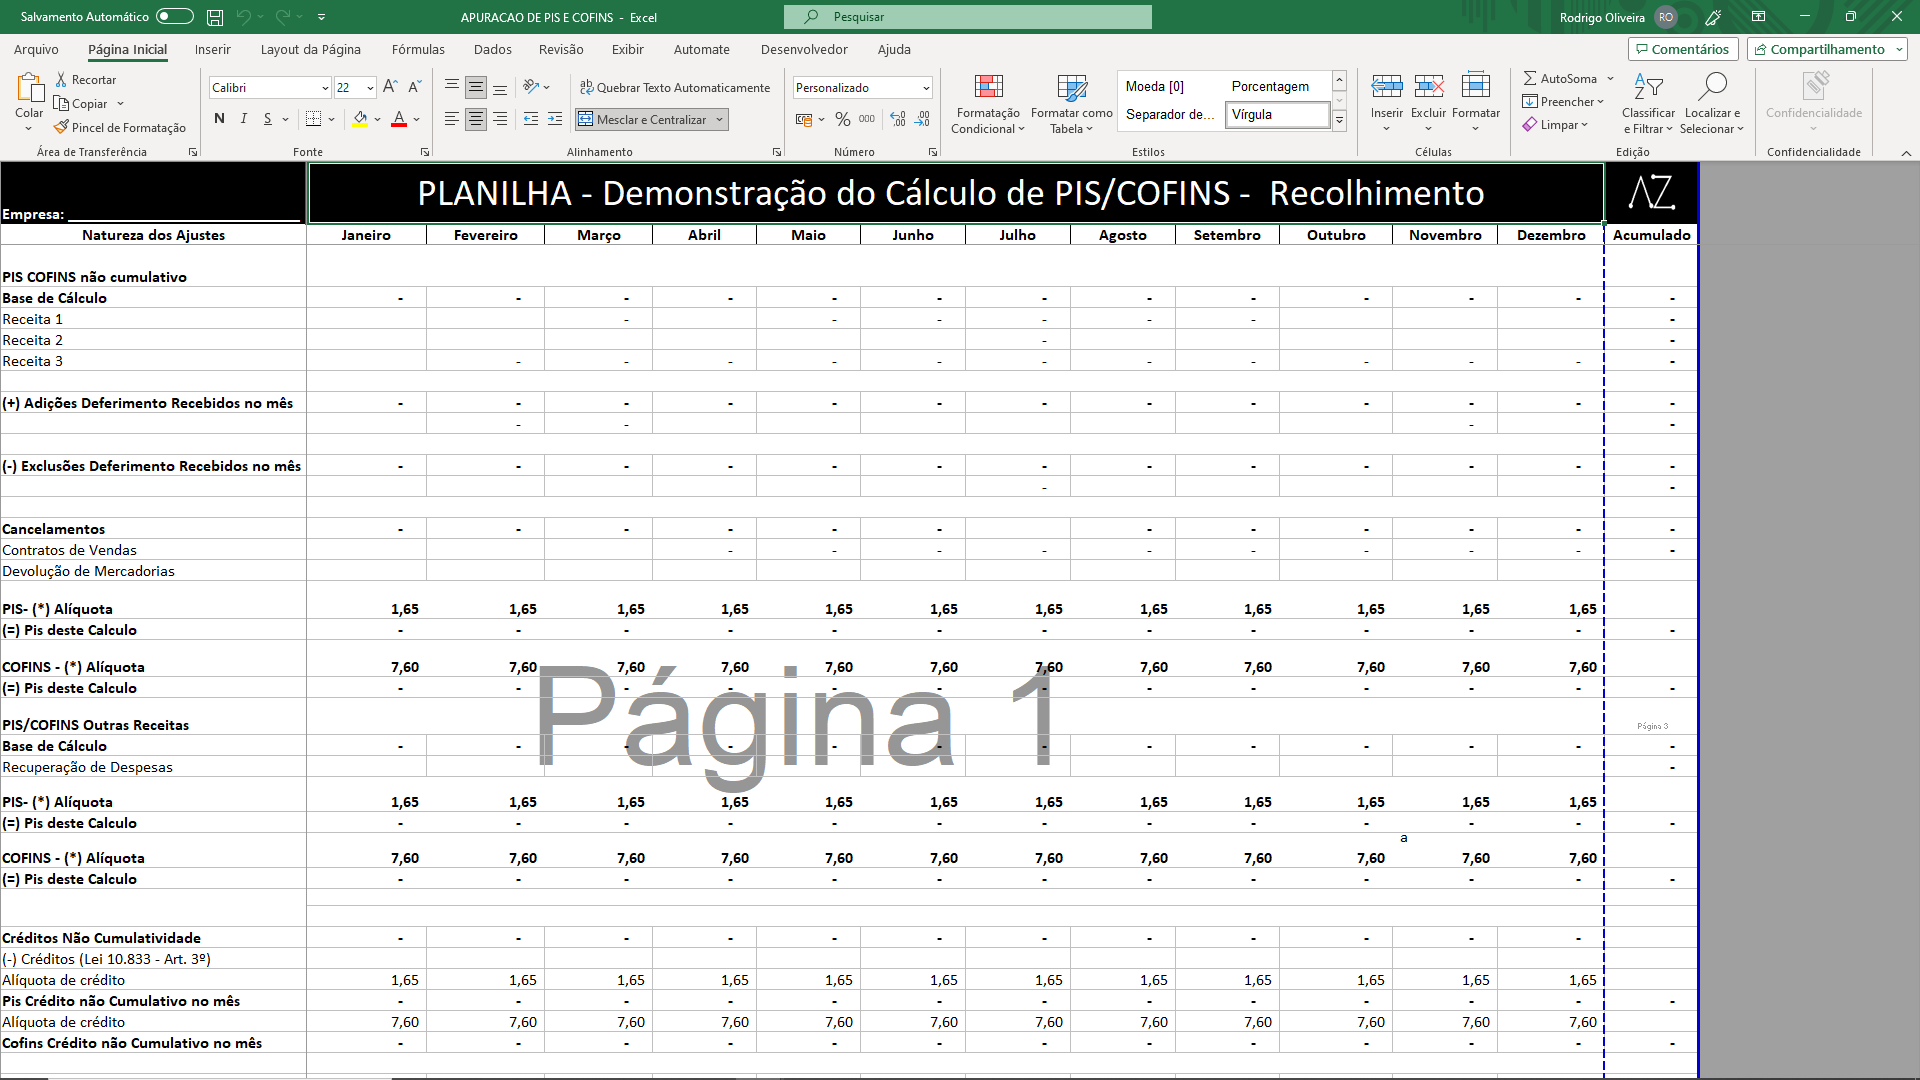 Salvamento Automático
APURACAO DE PIS E COFINS - Excel
Pesquisar
Rodrigo Oliveira RO
Arquivo Página Inicial Inserir Layout da Página Fórmulas Dados Revisão Exibir Automate Desenvolvedor Ajuda Comentários Compartilhamento
Colar
Recortar
Copiar
Pincel de Formatação
Área de Transferência
Calibri 22
N I S
Fonte
Quebrar Texto Automaticamente
Mesclar e Centralizar
Alinhamento
Personalizado
% 000
Número
Formatação Condicional
Formatar como Tabela
Moeda [0] Porcentagem
Separador de... Vírgula
Estilos
Inserir Excluir Formatar
Células
AutoSoma
Preencher
Limpar
Classificar e Filtrar
Localizar e Selecionar
Edição
Confidencialidade
Confidencialidade
Empresa: PLANILHA - Demonstração do Cálculo de PIS/COFINS - Recolhimento AZ
Natureza dos Ajustes Janeiro Fevereiro Março Abril Maio Junho Julho Agosto Setembro Outubro Novembro Dezembro Acumulado
PIS COFINS não cumulativo
Base de Cálculo - - - - - - - - - - - - -
Receita 1 - - - - - - -
Receita 2 - -
Receita 3 - - - - - - - - - - - -
(+) Adições Deferimento Recebidos no mês - - - - - - - - - - - - -
- - - -
(-) Exclusões Deferimento Recebidos no mês - - - - - - - - - - - - -
- -
Cancelamentos - - - - - - - - - - - -
Contratos de Vendas - - - - - - - - - -
Devolução de Mercadorias
PIS- (*) Alíquota 1,65 1,65 1,65 1,65 1,65 1,65 1,65 1,65 1,65 1,65 1,65 1,65
(=) Pis deste Calculo - - - - - - - - - - - - -
COFINS - (*) Alíquota 7,60 7,60 7,60 7,60 7,60 7,60 7,60 7,60 7,60 7,60 7,60 7,60
(=) Pis deste Calculo - - - - - - - - - - - - -
Página 1
PIS/COFINS Outras Receitas Página 3
Base de Cálculo - - - - - - - - - - - - -
Recuperação de Despesas -
PIS- (*) Alíquota 1,65 1,65 1,65 1,65 1,65 1,65 1,65 1,65 1,65 1,65 1,65 1,65
(=) Pis deste Calculo - - - - - - - - - - - - -
a
COFINS - (*) Alíquota 7,60 7,60 7,60 7,60 7,60 7,60 7,60 7,60 7,60 7,60 7,60 7,60
(=) Pis deste Calculo - - - - - - - - - - - - -
Créditos Não Cumulatividade - - - - - - - - - - - -
(-) Créditos (Lei 10.833 - Art. 3º)
Alíquota de crédito 1,65 1,65 1,65 1,65 1,65 1,65 1,65 1,65 1,65 1,65 1,65 1,65
Pis Crédito não Cumulativo no mês - - - - - - - - - - - - -
Alíquota de crédito 7,60 7,60 7,60 7,60 7,60 7,60 7,60 7,60 7,60 7,60 7,60 7,60
Cofins Crédito não Cumulativo no mês - - - - - - - - - - - - -